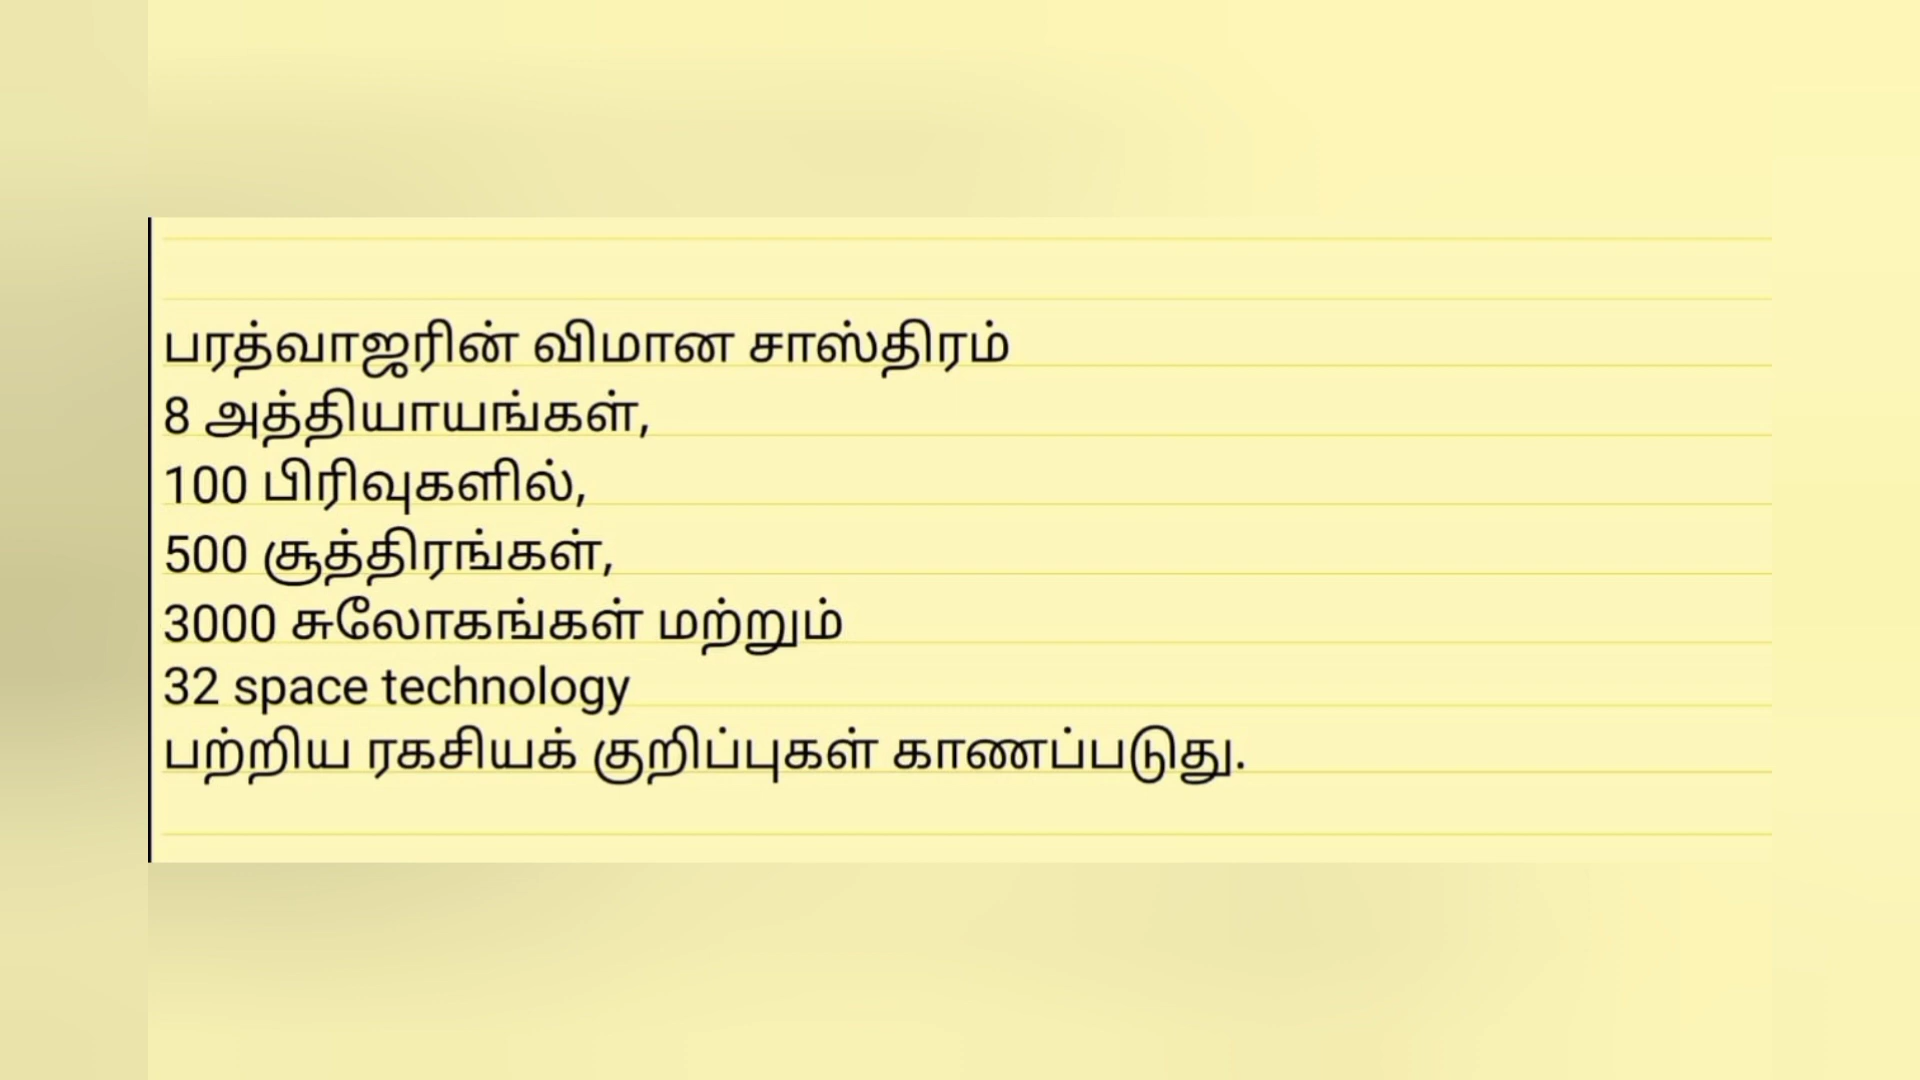 பரத்வாஜரின் விமான சாஸ்திரம்
8 அத்தியாயங்கள்,
100 பிரிவுகளில்,
500 சூத்திரங்கள்,
3000 சுலோகங்கள் மற்றும்
32 space technology
பற்றிய ரகசியக் குறிப்புகள் காணப்படுது.